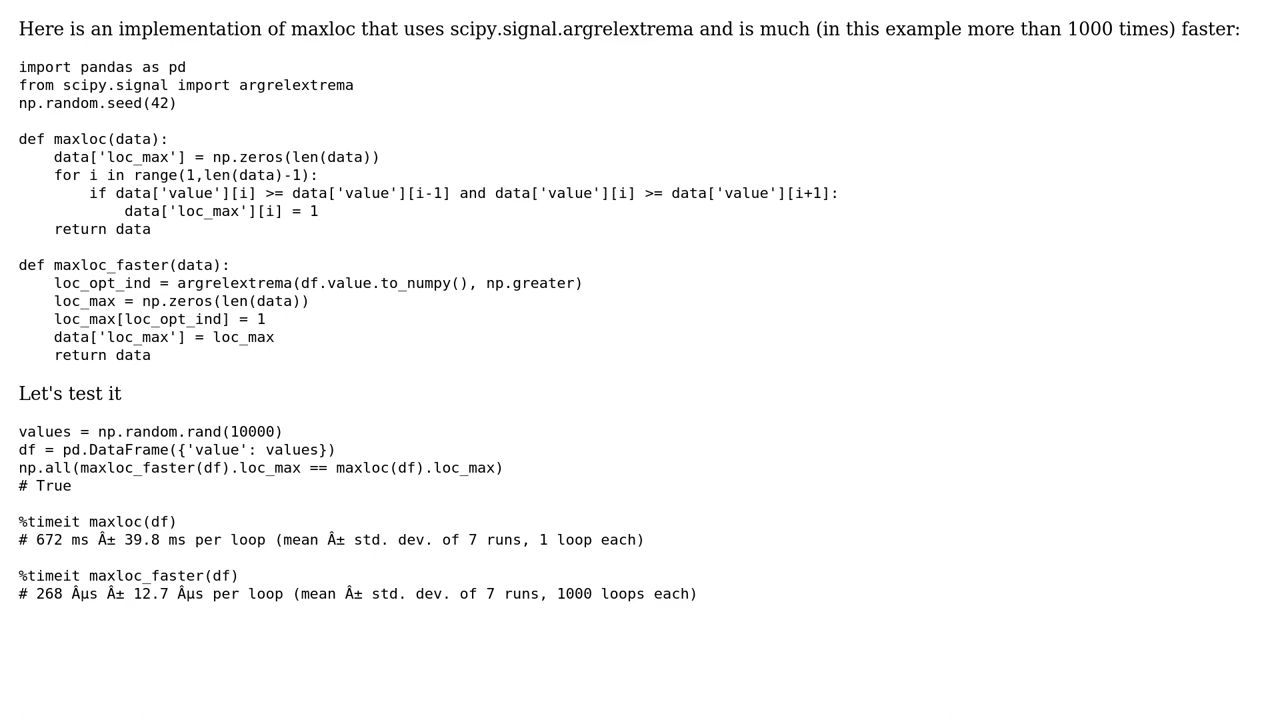 Here is an implementation of maxloc that uses scipy.signal.argrelextrema and is much (in this example more than 1000 times) faster:
import pandas as pd
from scipy.signal import argrelextrema
np.random.seed(42)

def maxloc(data):
    data['loc_max'] = np.zeros(len(data))
    for i in range(1,len(data)-1):
        if data['value'][i] >= data['value'][i-1] and data['value'][i] >= data['value'][i+1]:
            data['loc_max'][i] = 1
    return data

def maxloc_faster(data):
    loc_opt_ind = argrelextrema(df.value.to_numpy(), np.greater)
    loc_max = np.zeros(len(data))
    loc_max[loc_opt_ind] = 1
    data['loc_max'] = loc_max
    return data

Let's test it

values = np.random.rand(10000)
df = pd.DataFrame({'value': values})
np.all(maxloc_faster(df).loc_max == maxloc(df).loc_max)
# True

%timeit maxloc(df)
# 672 ms Â± 39.8 ms per loop (mean Â± std. dev. of 7 runs, 1 loop each)

%timeit maxloc_faster(df)
# 268 Âµs Â± 12.7 Âµs per loop (mean Â± std. dev. of 7 runs, 1000 loops each)